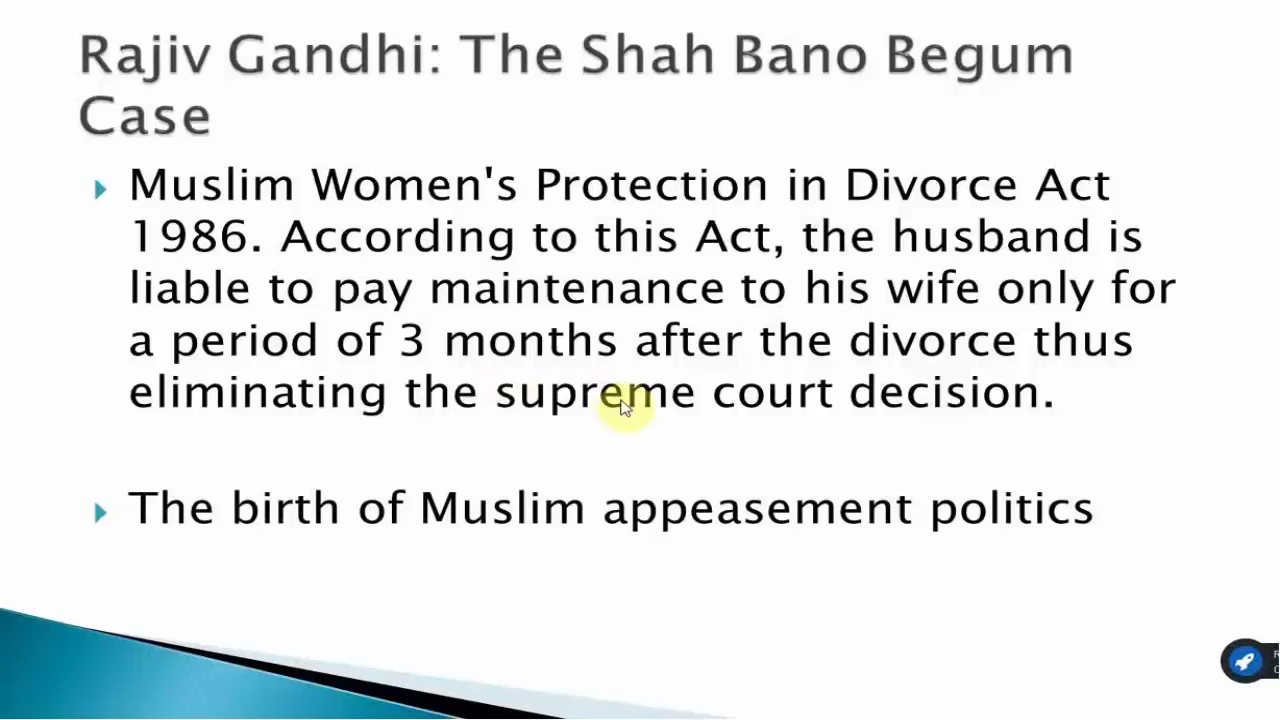 Rajiv Gandhi: The Shah Bano Begum
Case
Muslim Women's Protection in Divorce Act
1986. According to this Act, the husband is
liable to pay maintenance to his wife only for
a period of 3 months after the divorce thus
eliminating the supreme court decision.
The birth of Muslim appeasement politics